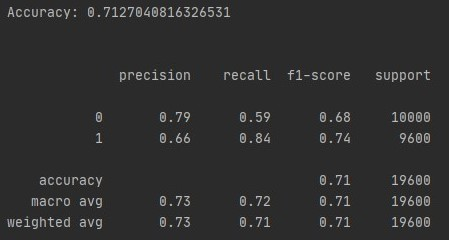 Accuracy: 0.7127040816326531
precision recall f1-score support
0 0.79 0.59 0.68 10000
1 0.66 0.84 0.74 9600
accuracy 0.71 19600
macro avg 0.73 0.72 0.71 19600
weighted avg 0.73 0.71 0.71 19600